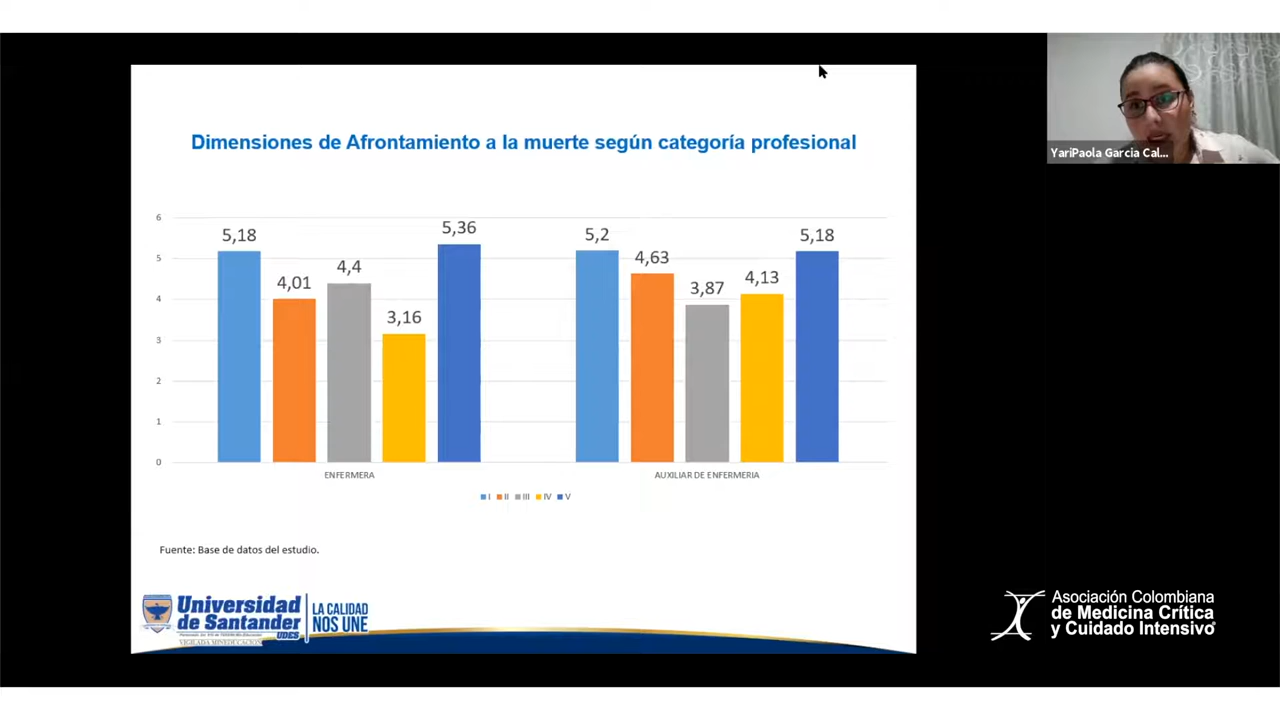 Dimensiones de Afrontamiento a la muerte según categoría profesional
YariPaola Garcia Cal...
6
5
4
3
2
1
0
5,18
4,01
4,4
3,16
5,36
5,2
4,63
3,87
4,13
5,18
ENFERMERA
AUXILIAR DE ENFERMERIA
I II III IV V
Fuente: Base de datos del estudio.
Universidad
de Santander
UDES
VIGILADA MINEDUCACIÓN
LA CALIDAD
NOS UNE
Asociación Colombiana
de Medicina Crítica
y Cuidado Intensivo